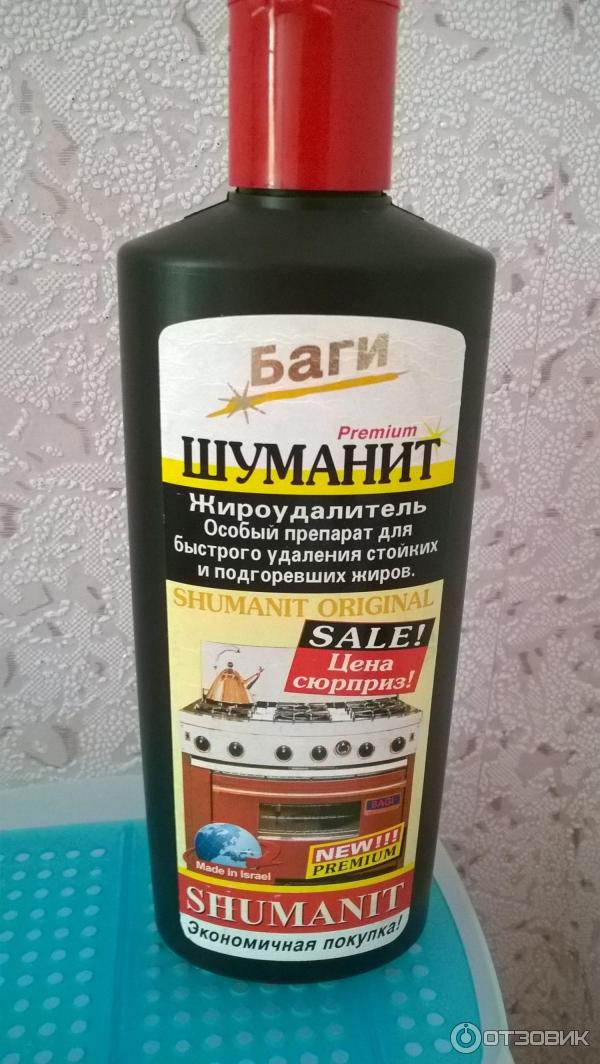 Баги
Premium
ШУМАНИТ
Жироудалитель
Особый препарат для
быстрого удаления стойких
и подгоревших жиров.
SHUMANIT ORIGINAL
SALE!
Цена
сюрприз!
BAGI
NEW!!!
PREMIUM
Made in Israel
SHUMANIT
Экономичная покупка!
ОТЗОВИК